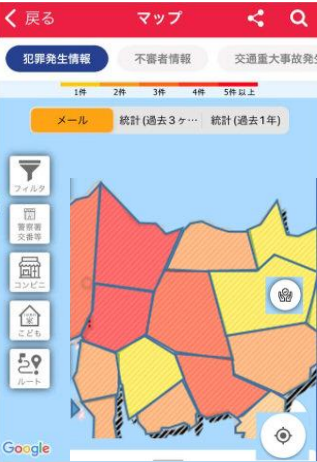 戻る
マップ
犯罪発生情報
不審者情報
交通重大事故発生
1件 2件 3件 4件 5件以上
メール
統計(過去3ヶ…
統計(過去1年)
フィルタ
警察署
交番等
コンビニ
こども
ルート
Google